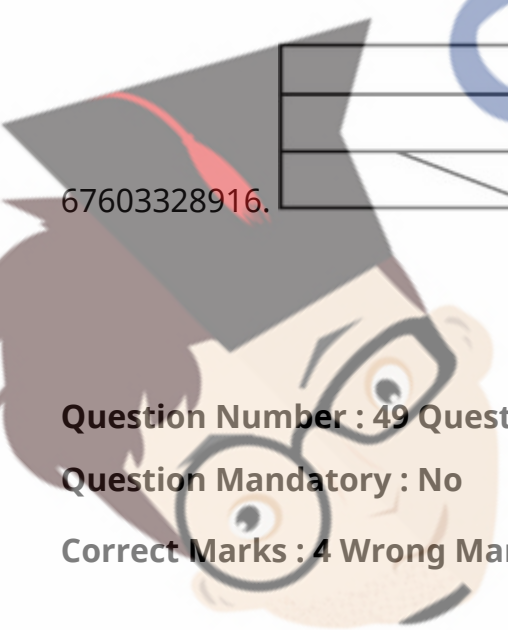 67603328916.
Question Number : 49 Quest
Question Mandatory : No
Correct Marks : 4 Wrong Mar